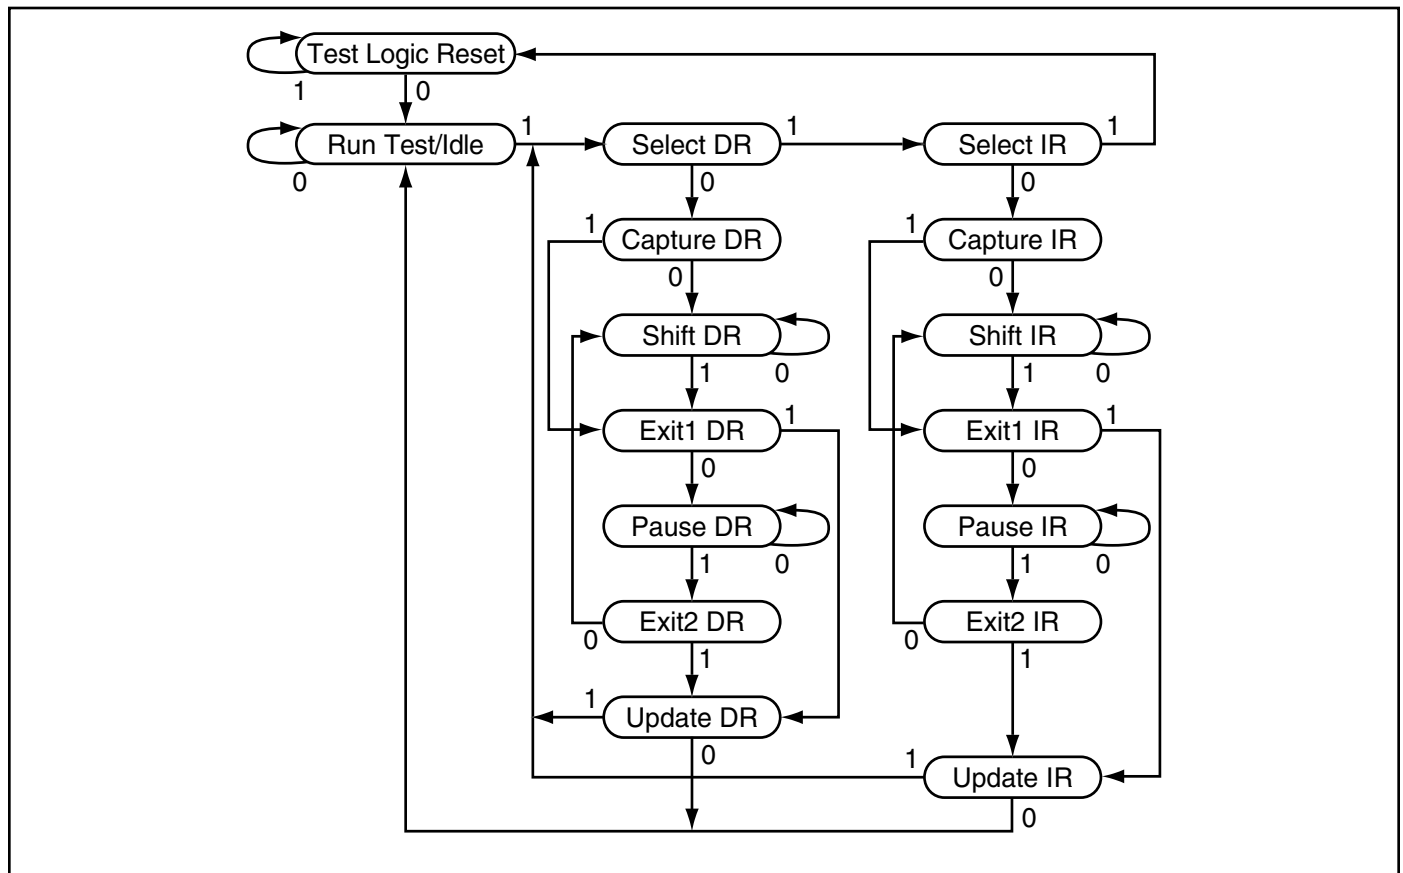 Test Logic Reset
1 0
Run Test/Idle 1 Select DR 1 Select IR 1
0 0 0
1 Capture DR 1 Capture IR
0 0
Shift DR Shift IR
1 0 1 0
Exit1 DR 1 Exit1 IR 1
0 0
Pause DR Pause IR
1 0 1 0
Exit2 DR Exit2 IR
0 1 0 1
1 Update DR
0 1 Update IR
0